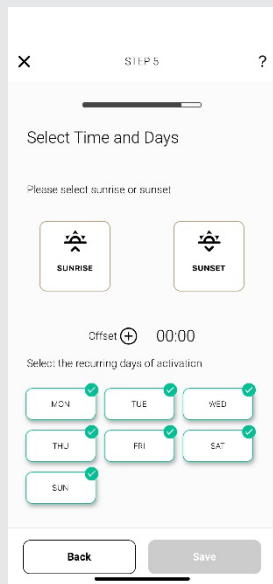 STEP 5 ?
Select Time and Days
Please select sunrise or sunset
SUNRISE SUNSET
Offset 00:00
Select the recurring days of activation
MON TUE WED
THU FRI SAT
SUN
Back Save